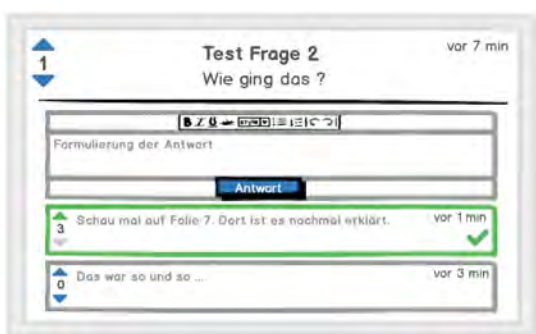 Test Frage 2
vor 7 min
1
Wie ging das ?
B I U
Formulierung der Antwort
Antwort
Schau mal auf Folie 7. Dort ist es nochmal erklärt.
vor 1 min
3
Das war so und so ...
vor 3 min
0